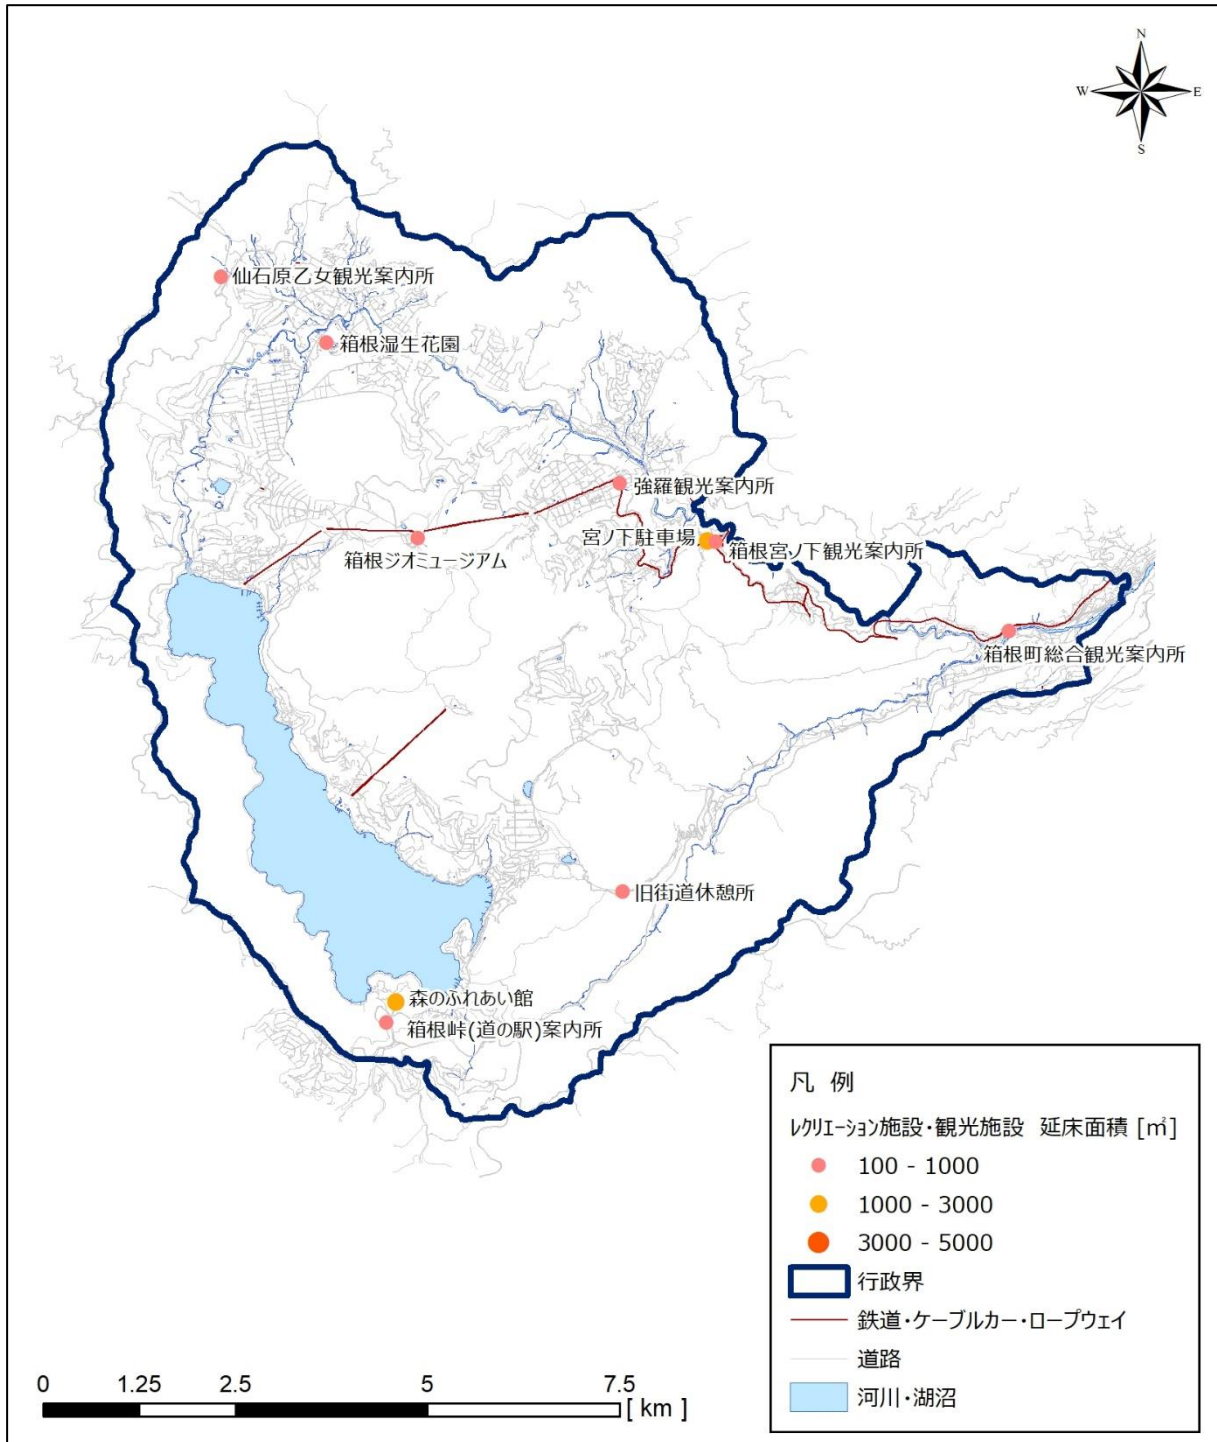 N
W E
S
仙石原乙女観光案内所
箱根湿生花園
強羅観光案内所
宮ノ下駐車場
箱根宮ノ下観光案内所
箱根ジオミュージアム
箱根町総合観光案内所
旧街道休憩所
森のふれあい館
箱根峠(道の駅)案内所
凡 例
ﾚｸﾘｴｰｼｮﾝ施設・観光施設 延床面積 [㎡]
100 - 1000
1000 - 3000
3000 - 5000
行政界
鉄道・ケーブルカー・ロープウェイ
道路
河川・湖沼
0 1.25 2.5 5 7.5
[ km ]